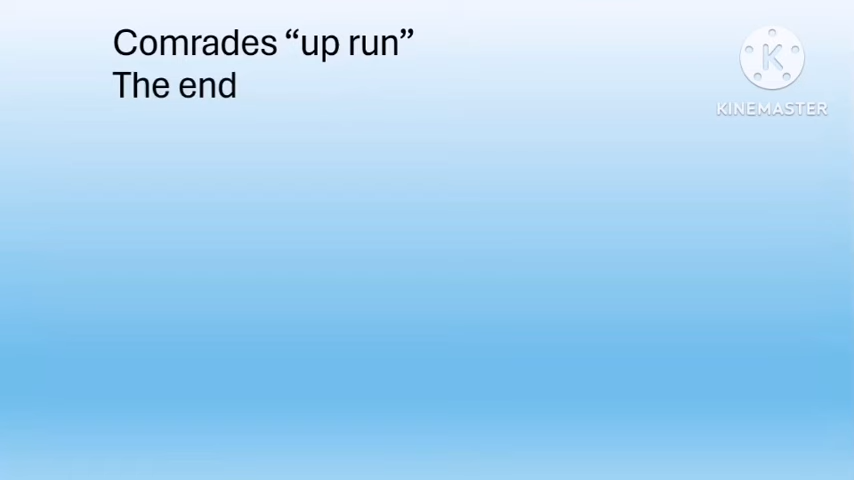 Comrades “up run”
The end
K
KINEMASTER